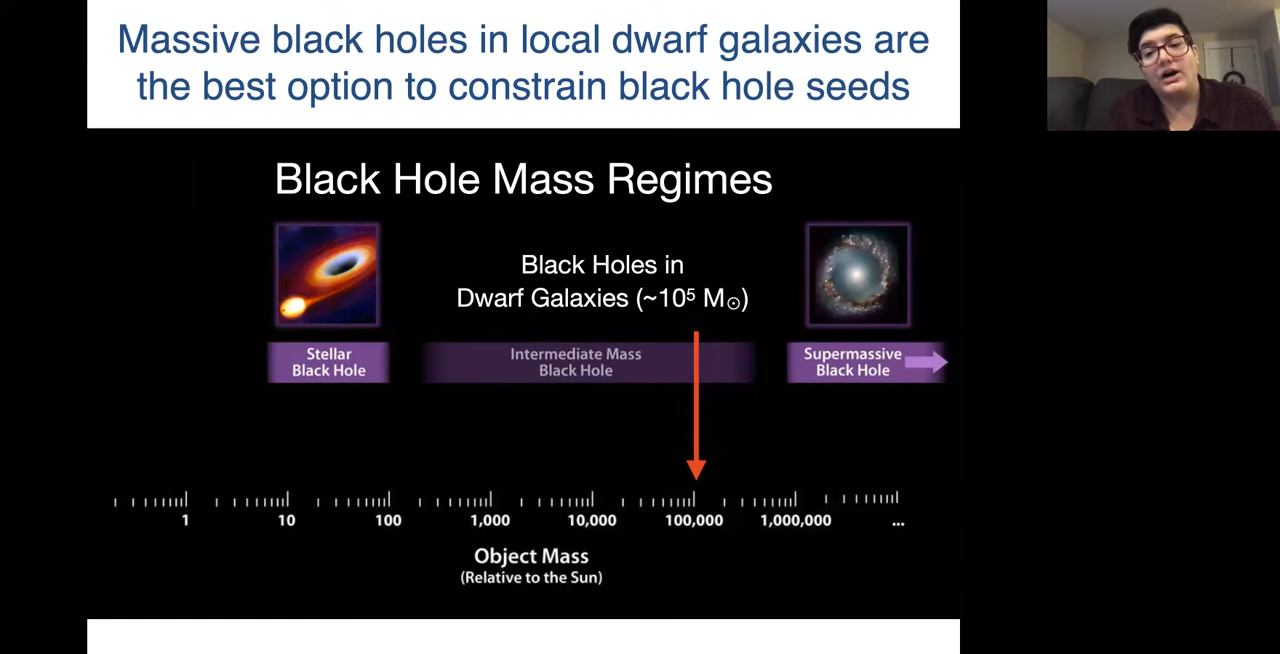 Massive black holes in local dwarf galaxies are
the best option to constrain black hole seeds
Black Hole Mass Regimes
Black Holes in
Dwarf Galaxies (~10⁵ M☉)
Stellar
Black Hole
Intermediate Mass
Black Hole
Supermassive
Black Hole
1 10 100 1,000 10,000 100,000 1,000,000 ...
Object Mass
(Relative to the Sun)